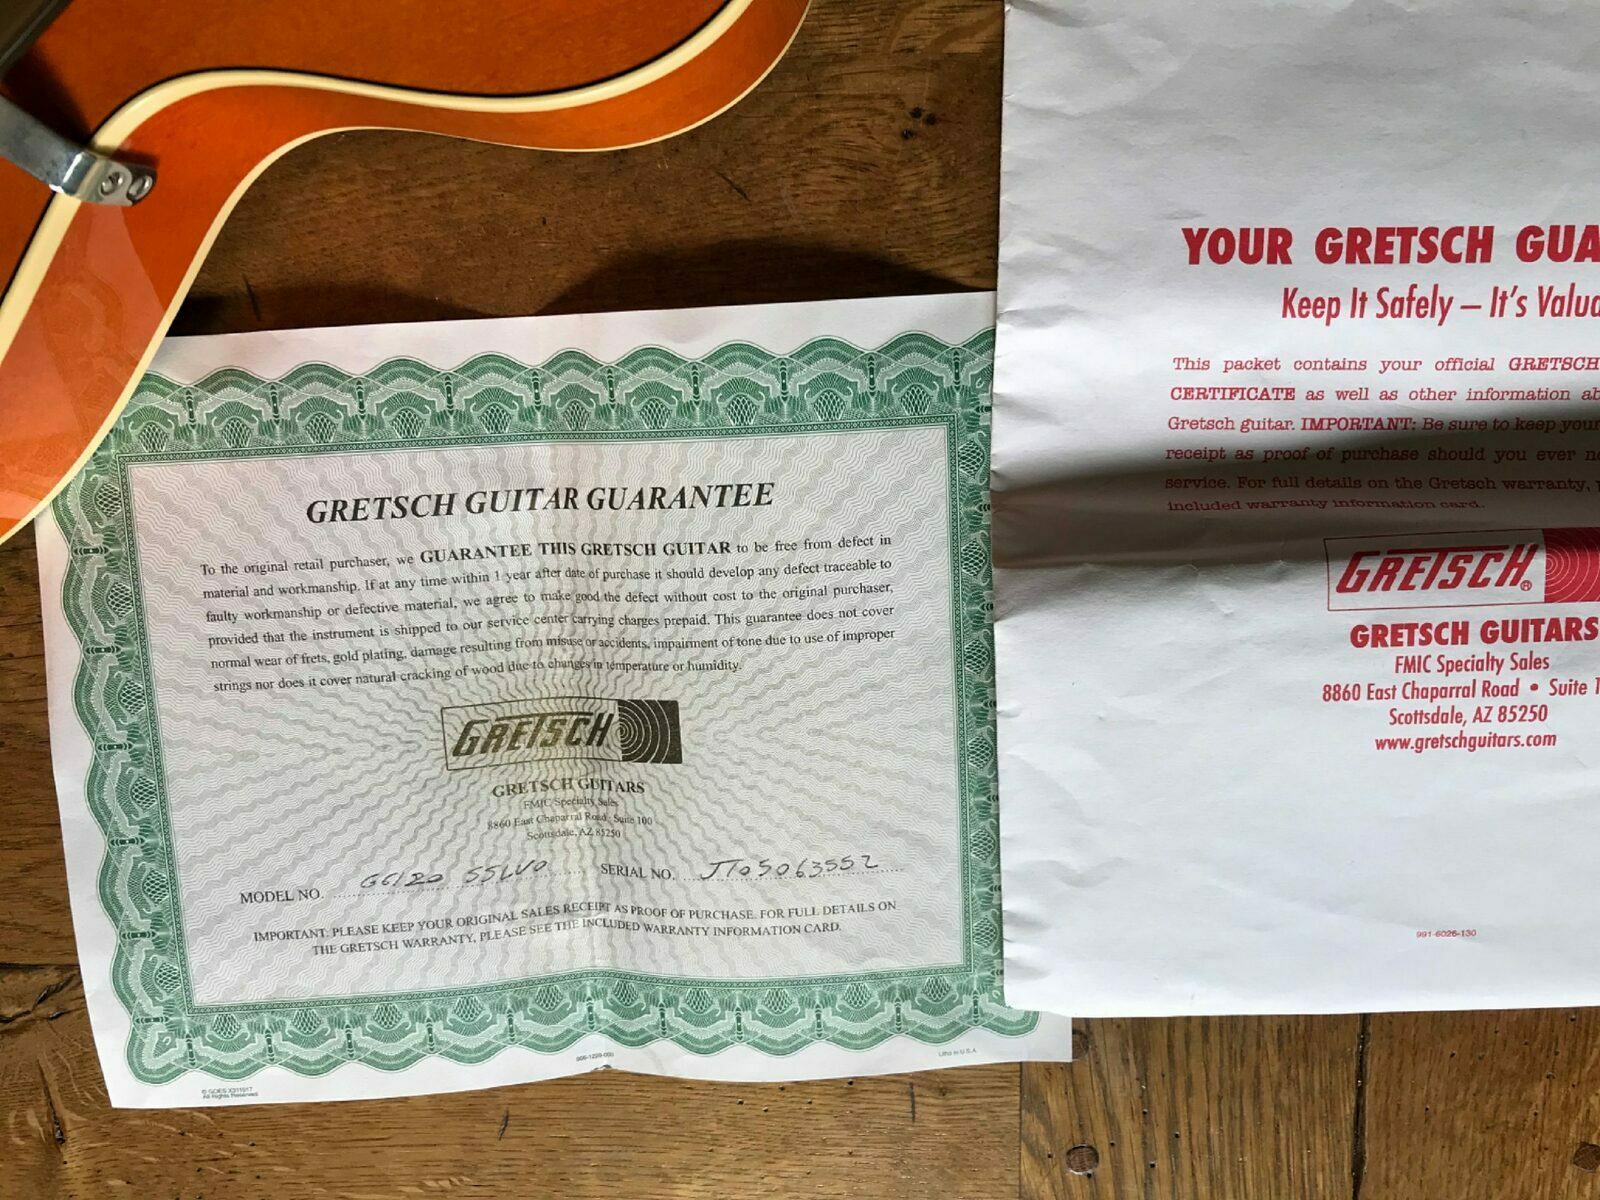 GRETSCH GUITAR GUARANTEE
To the original retail purchaser, we GUARANTEE THIS GRETSCH GUITAR to be free from defect in
material and workmanship. If at any time within 1 year after date of purchase it should develop any defect traceable to
faulty workmanship or defective material, we agree to make good the defect without cost to the original purchaser,
provided that the instrument is shipped to our service center carrying charges prepaid. This guarantee does not cover
normal wear of frets, gold plating, damage resulting from misuse or accidents, impairment of tone due to use of improper
strings nor does it cover natural cracking of wood due to changes in temperature or humidity.
GRETSCH
GRETSCH GUITARS
FMIC Specialty Sales
8860 East Chaparral Road · Suite 100
Scottsdale, AZ 85250
MODEL NO. G6120 SSLVO SERIAL NO. JT05063552
IMPORTANT: PLEASE KEEP YOUR ORIGINAL SALES RECEIPT AS PROOF OF PURCHASE. FOR FULL DETAILS ON
THE GRETSCH WARRANTY, PLEASE SEE THE INCLUDED WARRANTY INFORMATION CARD.
© GOES
All Rights Reserved
Litho in U.S.A.
YOUR GRETSCH GUA
Keep It Safely – It's Valua
This packet contains your official GRETSCH
CERTIFICATE as well as other information ab
Gretsch guitar. IMPORTANT: Be sure to keep your
receipt as proof of purchase should you ever ne
service. For full details on the Gretsch warranty, p
included warranty information card.
GRETSCH®
GRETSCH GUITARS
FMIC Specialty Sales
8860 East Chaparral Road • Suite 1
Scottsdale, AZ 85250
www.gretschguitars.com
991-6026-130